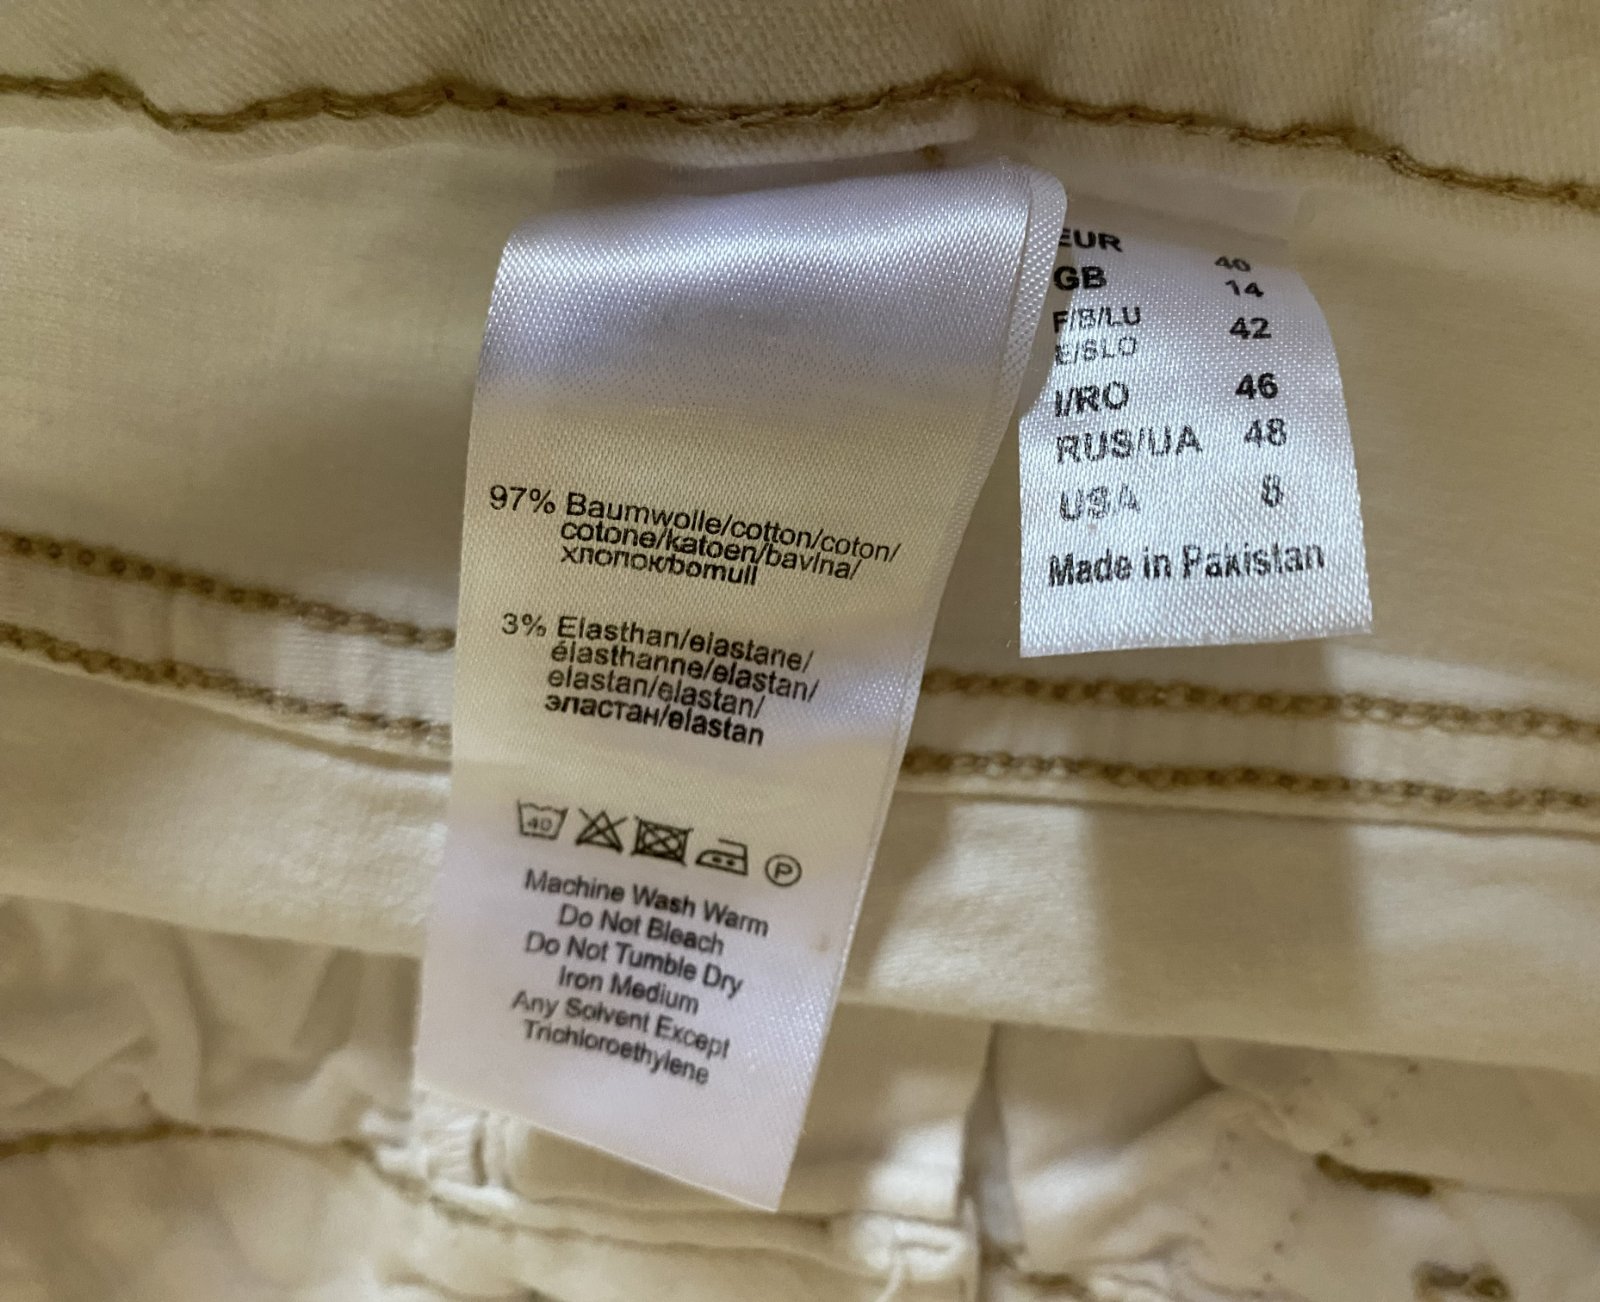 97% Baumwolle/cotton/coton/
cotone/katoen/bavlna/
хлопок/bomull
3% Elasthan/elastane/
élasthanne/elastan/
elastan/elastan/
эластан/elastan
40
P
Machine Wash Warm
Do Not Bleach
Do Not Tumble Dry
Iron Medium
Any Solvent Except
Trichloroethylene
EUR 40
GB 14
F/B/LU 42
E/SLO
I/RO 46
RUS/UA 48
USA 8
Made in Pakistan